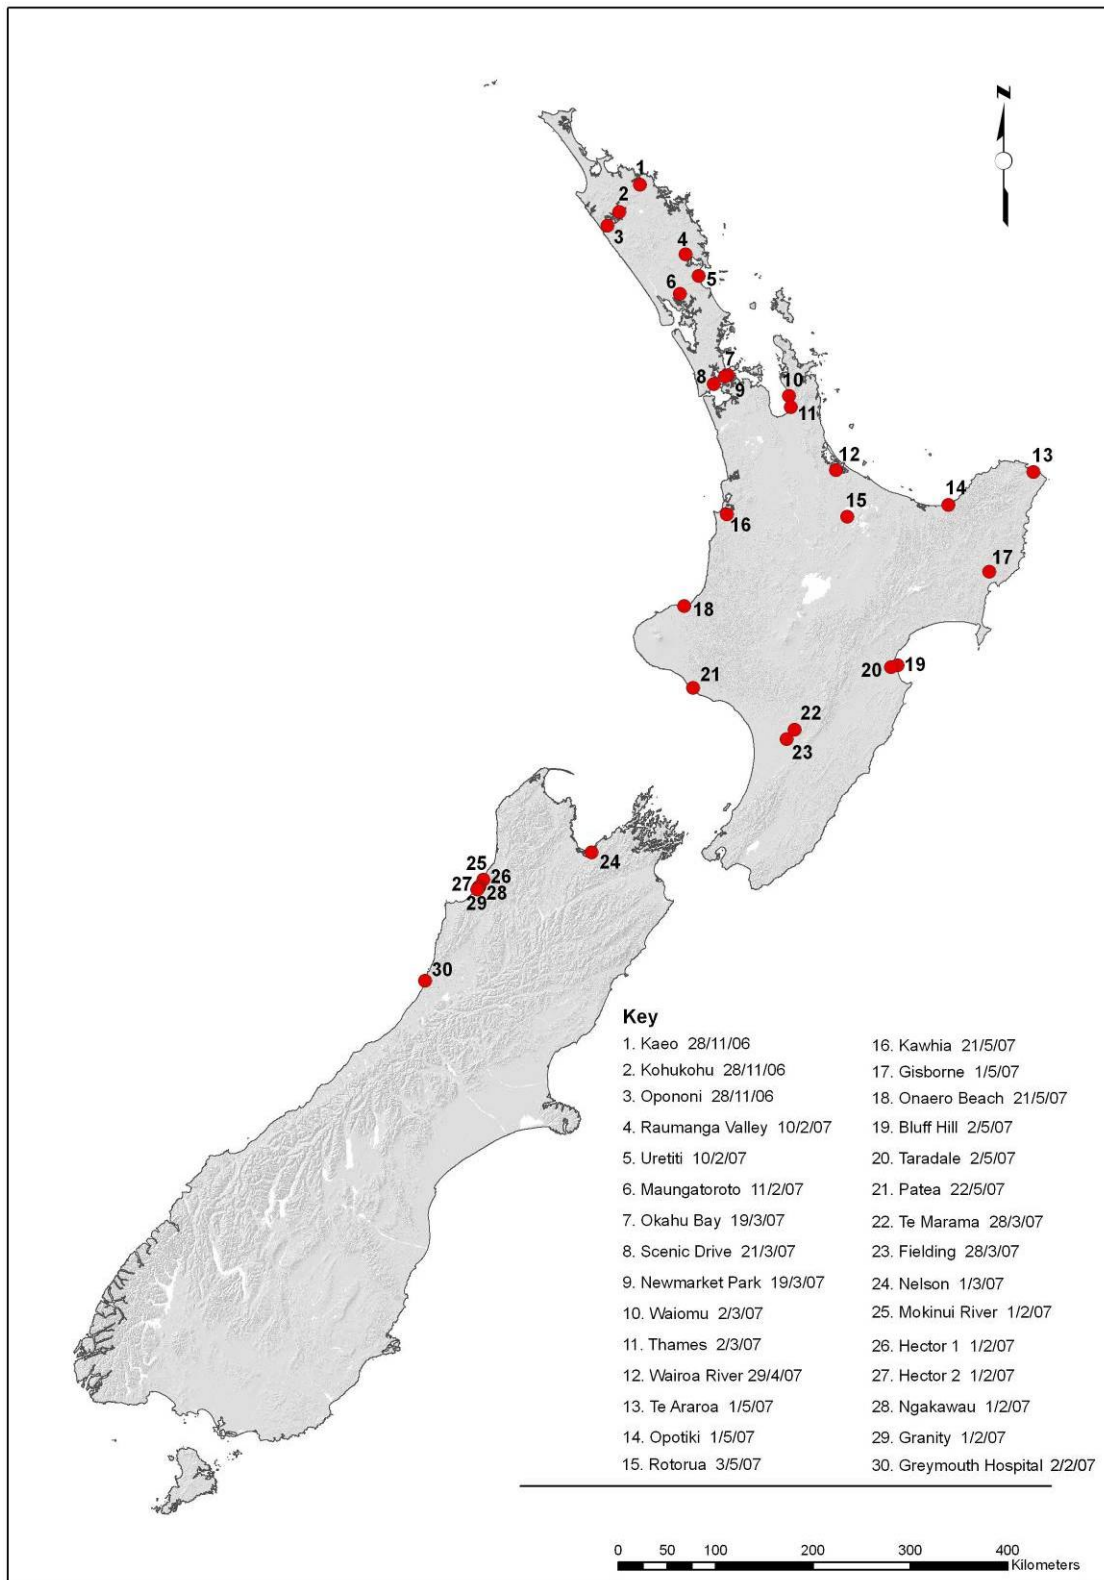 N
1
2
3
4
5
6
7
8
9
10
11
12
13
14
15
16
17
18
19
20
21
22
23
24
25
26
27
28
29
30
Key
1. Kaeo 28/11/06
2. Kohukohu 28/11/06
3. Opononi 28/11/06
4. Raumanga Valley 10/2/07
5. Uretiti 10/2/07
6. Maungatoroto 11/2/07
7. Okahu Bay 19/3/07
8. Scenic Drive 21/3/07
9. Newmarket Park 19/3/07
10. Waiomu 2/3/07
11. Thames 2/3/07
12. Wairoa River 29/4/07
13. Te Araroa 1/5/07
14. Opotiki 1/5/07
15. Rotorua 3/5/07
16. Kawhia 21/5/07
17. Gisborne 1/5/07
18. Onaero Beach 21/5/07
19. Bluff Hill 2/5/07
20. Taradale 2/5/07
21. Patea 22/5/07
22. Te Marama 28/3/07
23. Fielding 28/3/07
24. Nelson 1/3/07
25. Mokinui River 1/2/07
26. Hector 1 1/2/07
27. Hector 2 1/2/07
28. Ngakawau 1/2/07
29. Granity 1/2/07
30. Greymouth Hospital 2/2/07
0 50 100 200 300 400
Kilometers